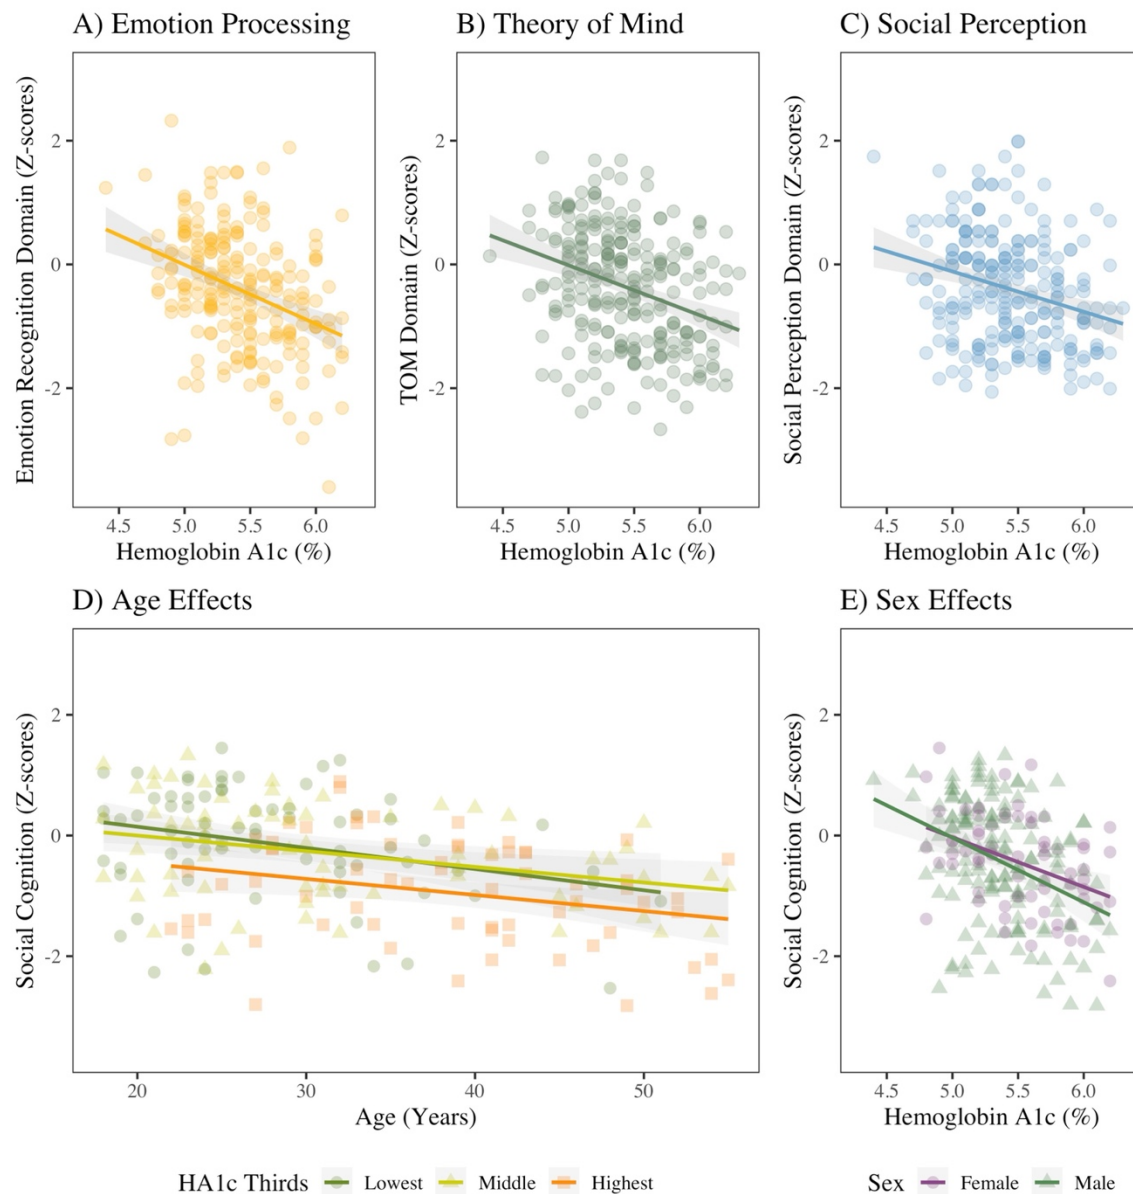 A) Emotion Processing
B) Theory of Mind
C) Social Perception
Emotion Recognition Domain (Z-scores)
2
0
-2
4.5 5.0 5.5 6.0
Hemoglobin A1c (%)
TOM Domain (Z-scores)
2
0
-2
4.5 5.0 5.5 6.0
Hemoglobin A1c (%)
Social Perception Domain (Z-scores)
2
0
-2
4.5 5.0 5.5 6.0
Hemoglobin A1c (%)
D) Age Effects
E) Sex Effects
Social Cognition (Z-scores)
2
0
-2
20 30 40 50
Age (Years)
Social Cognition (Z-scores)
2
0
-2
4.5 5.0 5.5 6.0
Hemoglobin A1c (%)
HA1c Thirds Lowest Middle Highest
Sex Female Male